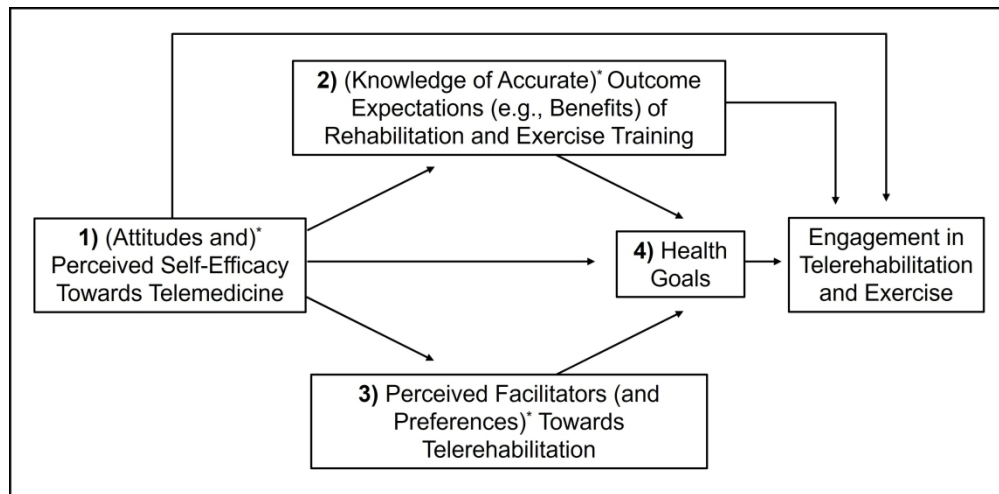 2) (Knowledge of Accurate)* Outcome
Expectations (e.g., Benefits) of
Rehabilitation and Exercise Training
1) (Attitudes and)*
Perceived Self-Efficacy
Towards Telemedicine
4) Health
Goals
Engagement in
Telerehabilitation
and Exercise
3) Perceived Facilitators (and
Preferences)* Towards
Telerehabilitation